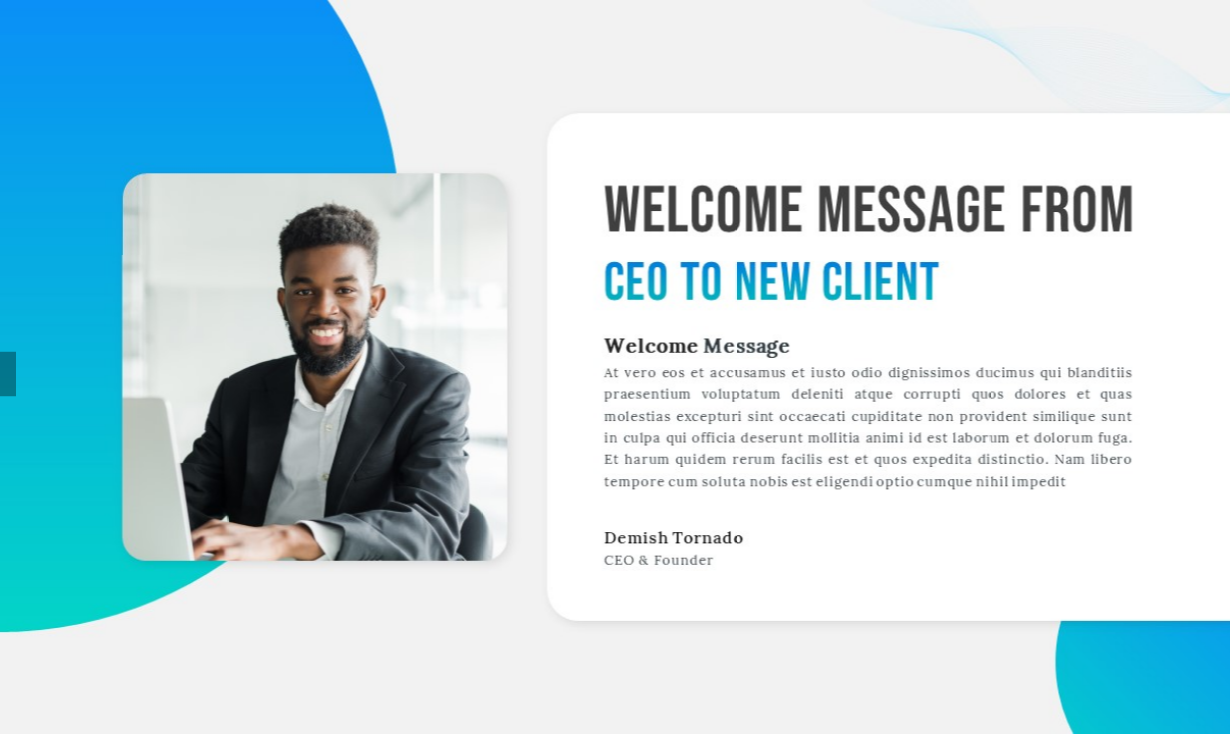 WELCOME MESSAGE FROM
CEO TO NEW CLIENT
Welcome Message
At vero eos et accusamus et iusto odio dignissimos ducimus qui blanditiis
praesentium voluptatum deleniti atque corrupti quos dolores et quas
molestias excepturi sint occaecati cupiditate non provident similique sunt
in culpa qui officia deserunt mollitia animi id est laborum et dolorum fuga.
Et harum quidem rerum facilis est et quos expedita distinctio. Nam libero
tempore cum soluta nobis est eligendi optio cumque nihil impedit
Demish Tornado
CEO & Founder